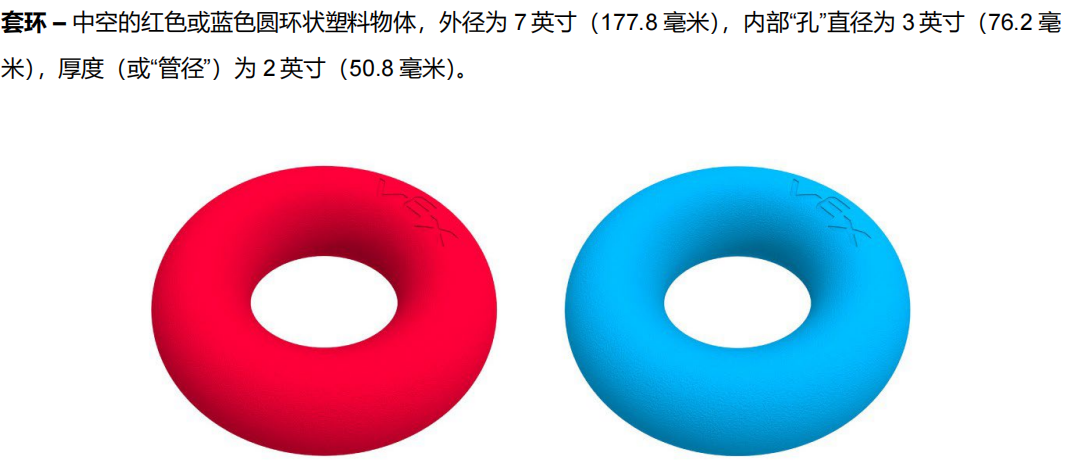 套环 – 中空的红色或蓝色圆环状塑料物体，外径为 7 英寸（177.8 毫米），内部“孔”直径为 3 英寸（76.2 毫
米），厚度（或“管径”）为 2 英寸（50.8 毫米）。
VEX
VEX